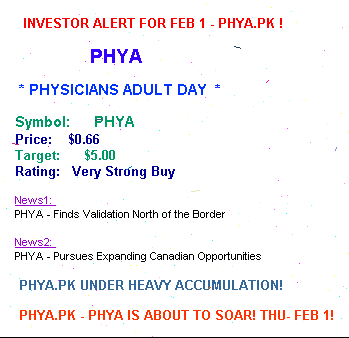 INVESTOR ALERT FOR FEB 1 - PHYA.PK !
PHYA
* PHYSICIANS ADULT DAY *
Symbol: PHYA
Price: $0.66
Target: $5.00
Rating: Very Strong Buy
News1:
PHYA - Finds Validation North of the Border
News2:
PHYA - Pursues Expanding Canadian Opportunities
PHYA.PK UNDER HEAVY ACCUMULATION!
PHYA.PK - PHYA IS ABOUT TO SOAR! THU- FEB 1!